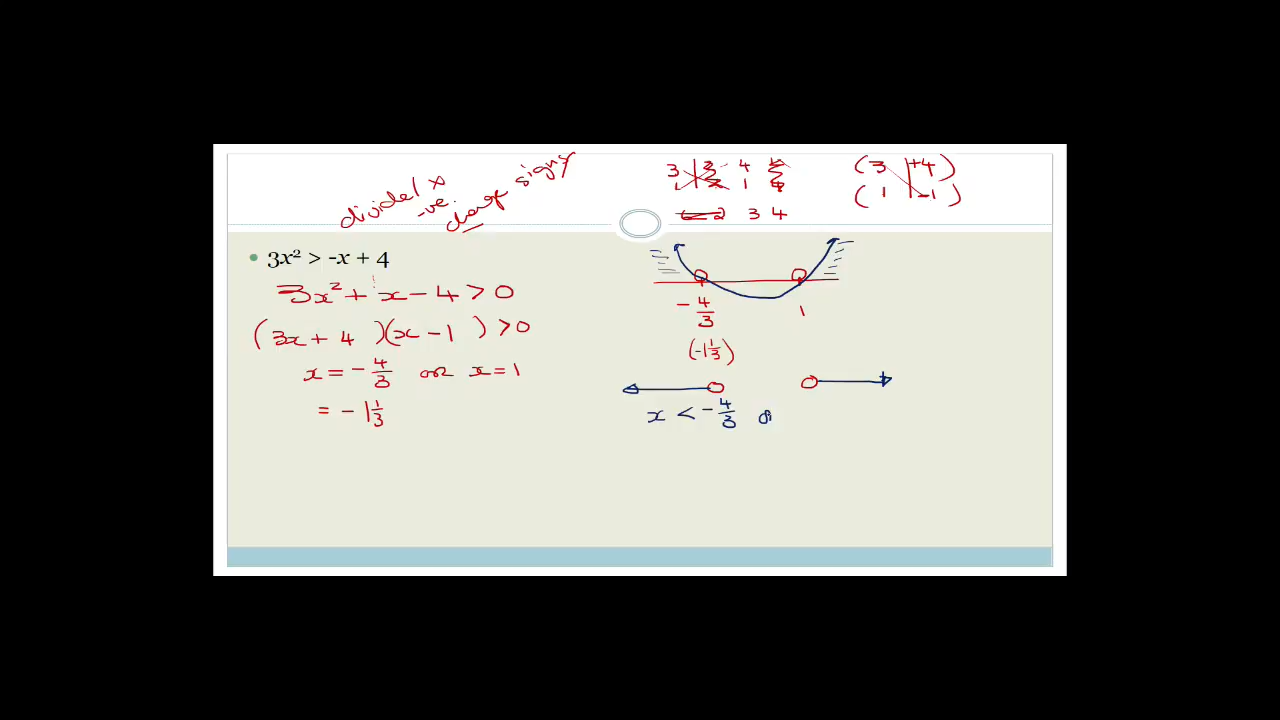 divide/×
-ve
change signs
3 4
1 1
2 3 4
(3 +4)
(1 -1)
• 3x² > -x + 4
3x² + x - 4 > 0
(3x + 4 )(x - 1 ) > 0
x = - 4/3 or x = 1
= - 1 1/3
- 4/3 1
(-1 1/3)
x < - 4/3 o